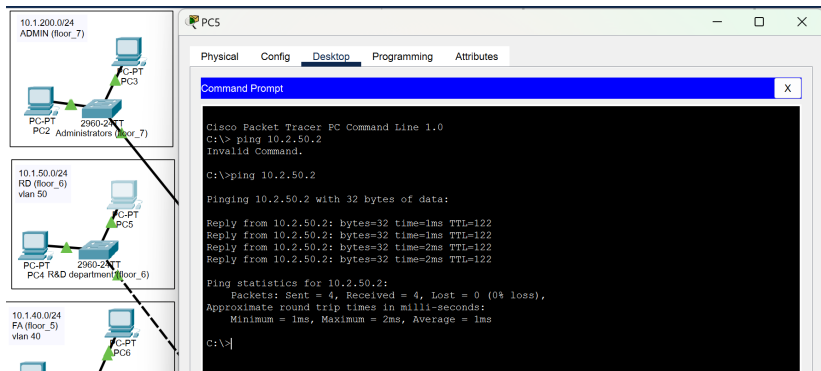 10.1.200.0/24
ADMIN (floor_7)
PC-PT
PC3
PC-PT
PC2
2960-24TT
Administrators (floor_7)
10.1.50.0/24
RD (floor_6)
vlan 50
PC-PT
PC5
PC-PT
PC4
2960-24TT
R&D department (floor_6)
10.1.40.0/24
FA (floor_5)
vlan 40
PC-PT
PC6
PC5
Physical Config Desktop Programming Attributes
Command Prompt
X
Cisco Packet Tracer PC Command Line 1.0
C:\> ping 10.2.50.2
Invalid Command.
C:\>ping 10.2.50.2
Pinging 10.2.50.2 with 32 bytes of data:
Reply from 10.2.50.2: bytes=32 time=1ms TTL=122
Reply from 10.2.50.2: bytes=32 time=1ms TTL=122
Reply from 10.2.50.2: bytes=32 time=2ms TTL=122
Reply from 10.2.50.2: bytes=32 time=2ms TTL=122
Ping statistics for 10.2.50.2:
Packets: Sent = 4, Received = 4, Lost = 0 (0% loss),
Approximate round trip times in milli-seconds:
Minimum = 1ms, Maximum = 2ms, Average = 1ms
C:\>